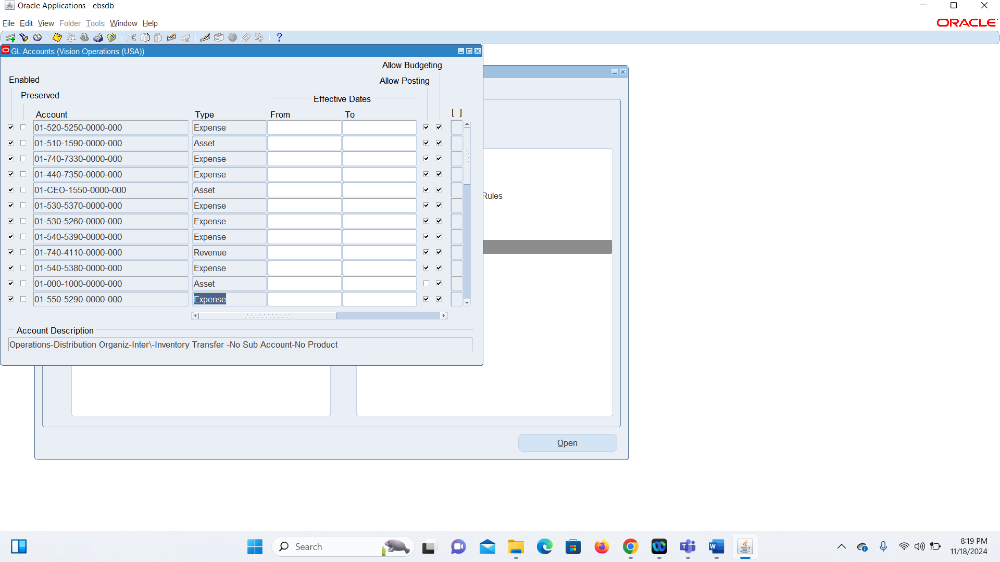 Oracle Applications - ebsdb
File Edit View Folder Tools Window Help
ORACLE
GL Accounts (Vision Operations (USA))
Allow Budgeting
Enabled
Allow Posting
Preserved
Effective Dates
Account Type From To [ ]
01-520-5250-0000-000 Expense
01-510-1590-0000-000 Asset
01-740-7330-0000-000 Expense
01-440-7350-0000-000 Expense
01-CEO-1550-0000-000 Asset
Rules
01-530-5370-0000-000 Expense
01-530-5260-0000-000 Expense
01-540-5390-0000-000 Expense
01-740-4110-0000-000 Revenue
01-540-5380-0000-000 Expense
01-000-1000-0000-000 Asset
01-550-5290-0000-000 Expense
Account Description
Operations-Distribution Organiz-Inter\-Inventory Transfer -No Sub Account-No Product
Open
Search
8:19 PM
11/18/2024